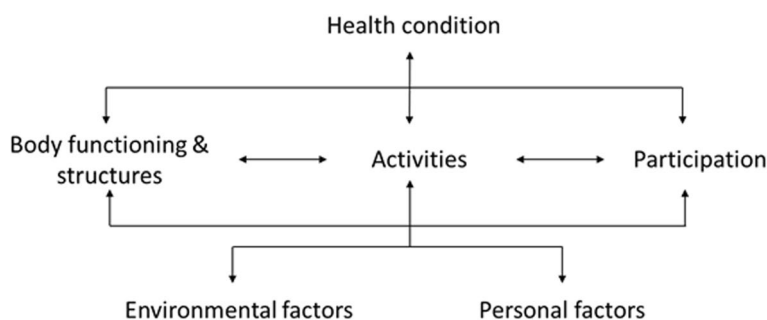 Health condition
Body functioning &
structures
Activities
Participation
Environmental factors
Personal factors